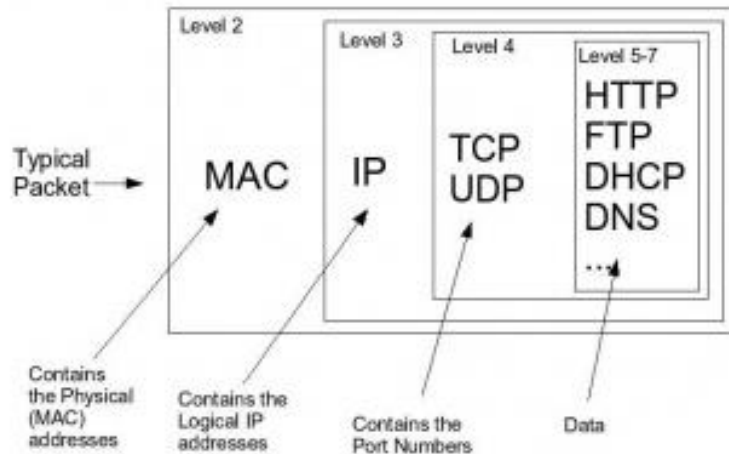 Level 2
Level 3
Level 4
Level 5-7
HTTP
FTP
DHCP
DNS
...
TCP
UDP
IP
MAC
Typical
Packet
Contains
the Physical
(MAC)
addresses
Contains the
Logical IP
addresses
Contains the
Port Numbers
Data